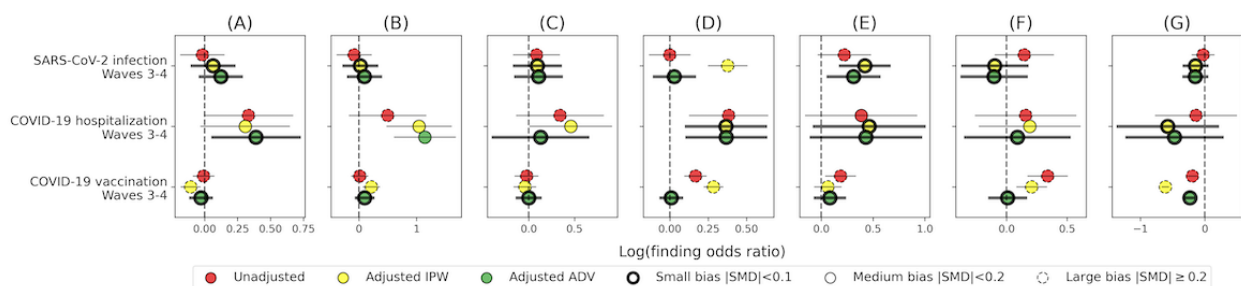 (A) (B) (C) (D) (E) (F) (G)
SARS-CoV-2 infection
Waves 3-4
COVID-19 hospitalization
Waves 3-4
COVID-19 vaccination
Waves 3-4
0.00 0.25 0.50 0.75 0 1 0.0 0.5 0.00 0.25 0.50 0.0 0.5 1.0 0.0 0.5 −1 0
Log(finding odds ratio)
Unadjusted Adjusted IPW Adjusted ADV Small bias |SMD|<0.1 Medium bias |SMD|<0.2 Large bias |SMD| ≥ 0.2